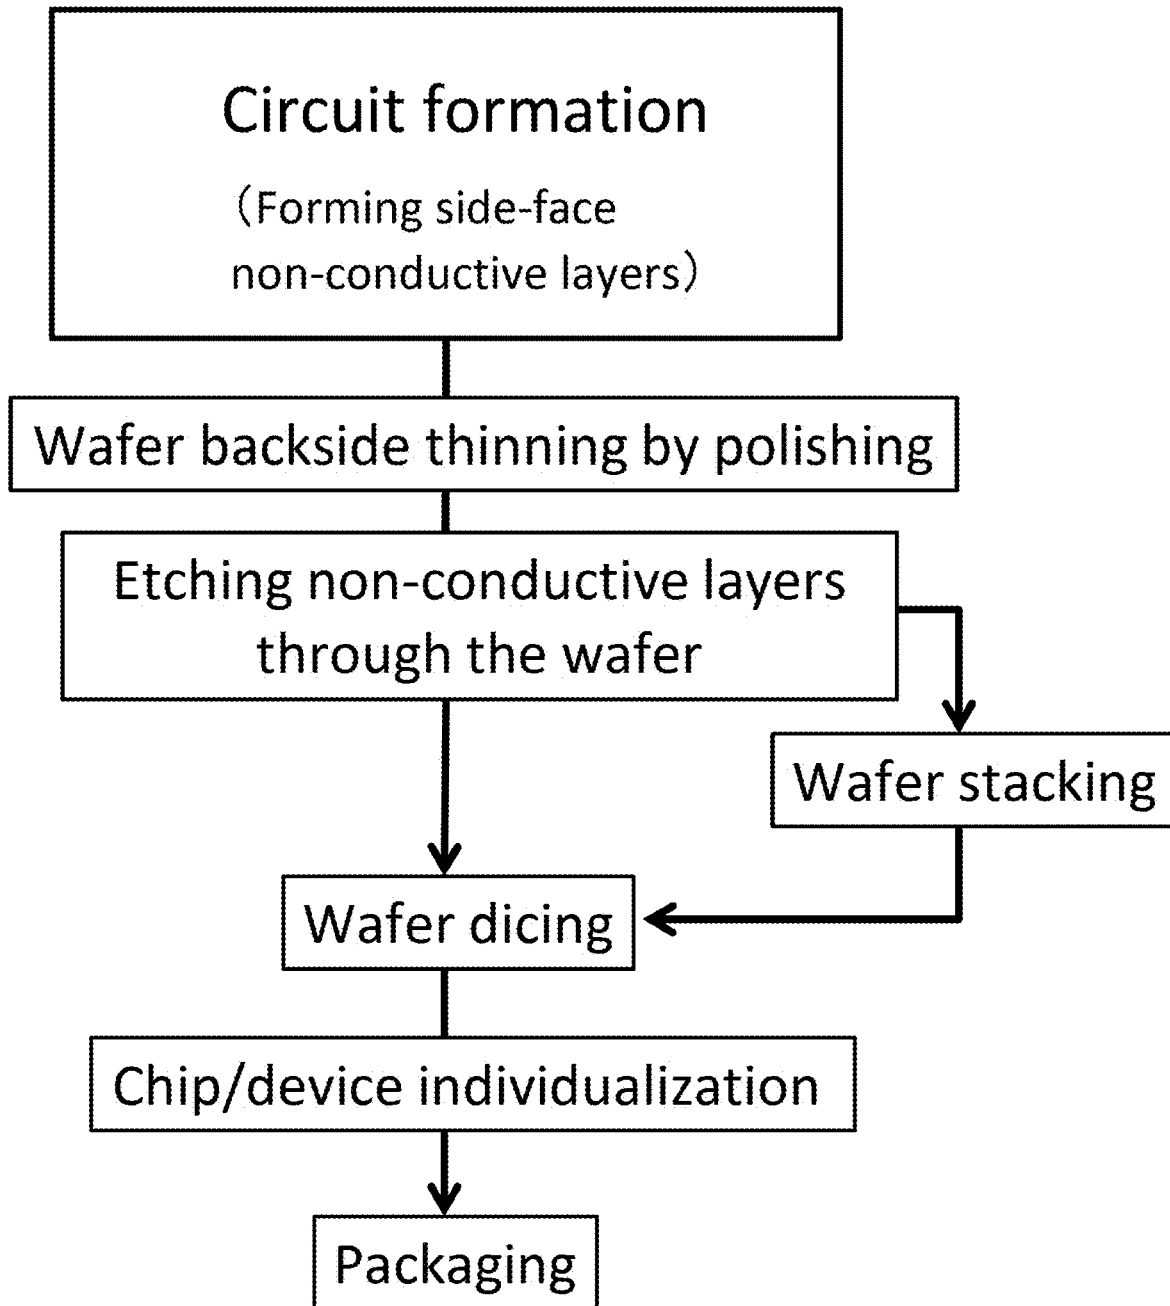 Circuit formation
（Forming side-face
non-conductive layers）
Wafer backside thinning by polishing
Etching non-conductive layers
through the wafer
Wafer stacking
Wafer dicing
Chip/device individualization
Packaging